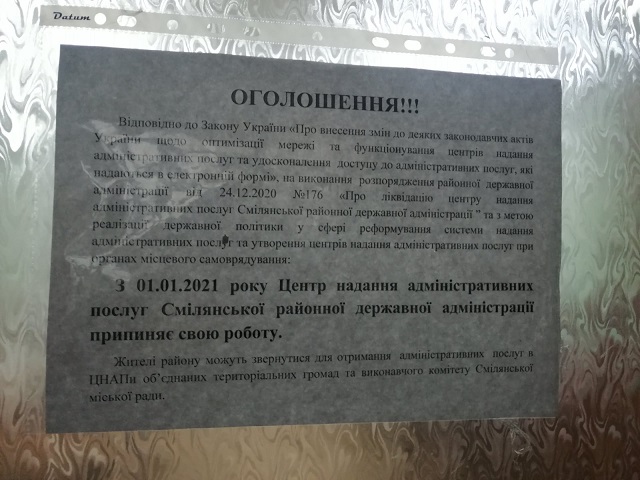 Datum
ОГОЛОШЕННЯ!!!
Відповідно до Закону України «Про внесення змін до деяких законодавчих актів
України щодо оптимізації мережі та функціонування центрів надання
адміністративних послуг та удосконалення доступу до адміністративних послуг, які
надаються в електронній формі», на виконання розпорядження районної державної
адміністрації від 24.12.2020 №176 «Про ліквідацію центру надання
адміністративних послуг Смілянської районної державної адміністрації" та з метою
реалізації державної політики у сфері реформування системи надання
адміністративних послуг та утворення центрів надання адміністративних послуг при
органах місцевого самоврядування:
З 01.01.2021 року Центр надання адміністративних
послуг Смілянської районної державної адміністрації
припиняє свою роботу.
Жителі району можуть звернутися для отримання адміністративних послуг в
ЦНАПи об'єднаних територіальних громад та виконавчого комітету Смілянської
міської ради.